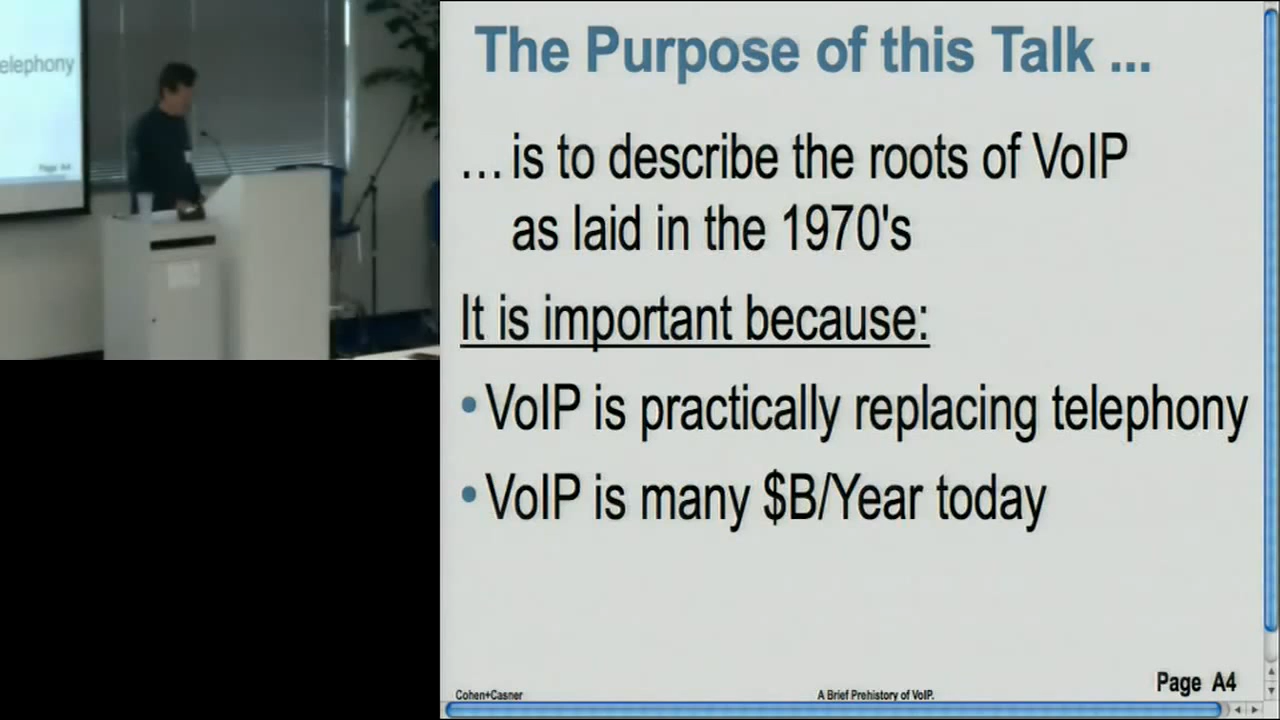 elephony
Page A4
The Purpose of this Talk ...
... is to describe the roots of VoIP
as laid in the 1970's
It is important because:
• VoIP is practically replacing telephony
• VoIP is many $B/Year today
Page A4
Cohen+Casner
A Brief Prehistory of VoIP.